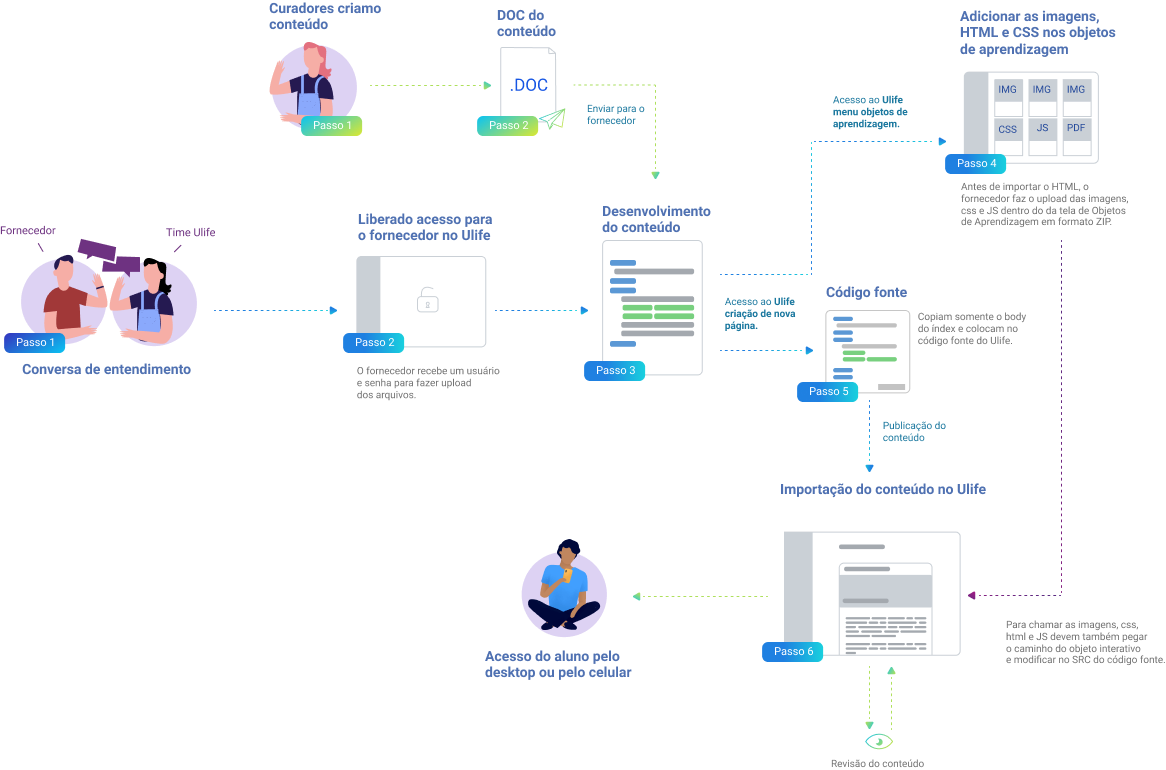 Curadores criamo
conteúdo
Passo 1
DOC do
conteúdo
.DOC
Passo 2
Enviar para o
fornecedor
Adicionar as imagens,
HTML e CSS nos objetos
de aprendizagem
IMG IMG IMG
CSS JS PDF
Passo 4
Acesso ao Ulife
menu objetos de
aprendizagem.
Antes de importar o HTML, o
fornecedor faz o upload das imagens,
css e JS dentro do da tela de Objetos
de Aprendizagem em formato ZIP.
Fornecedor
Time Ulife
Passo 1
Conversa de entendimento
Liberado acesso para
o fornecedor no Ulife
Passo 2
O fornecedor recebe um usuário
e senha para fazer upload
dos arquivos.
Desenvolvimento
do conteúdo
Passo 3
Acesso ao Ulife
criação de nova
página.
Código fonte
Passo 5
Copiam somente o body
do índex e colocam no
código fonte do Ulife.
Publicação do
conteúdo
Importação do conteúdo no Ulife
Passo 6
Para chamar as imagens, css,
html e JS devem também pegar
o caminho do objeto interativo
e modificar no SRC do código fonte.
Acesso do aluno pelo
desktop ou pelo celular
Revisão do conteúdo